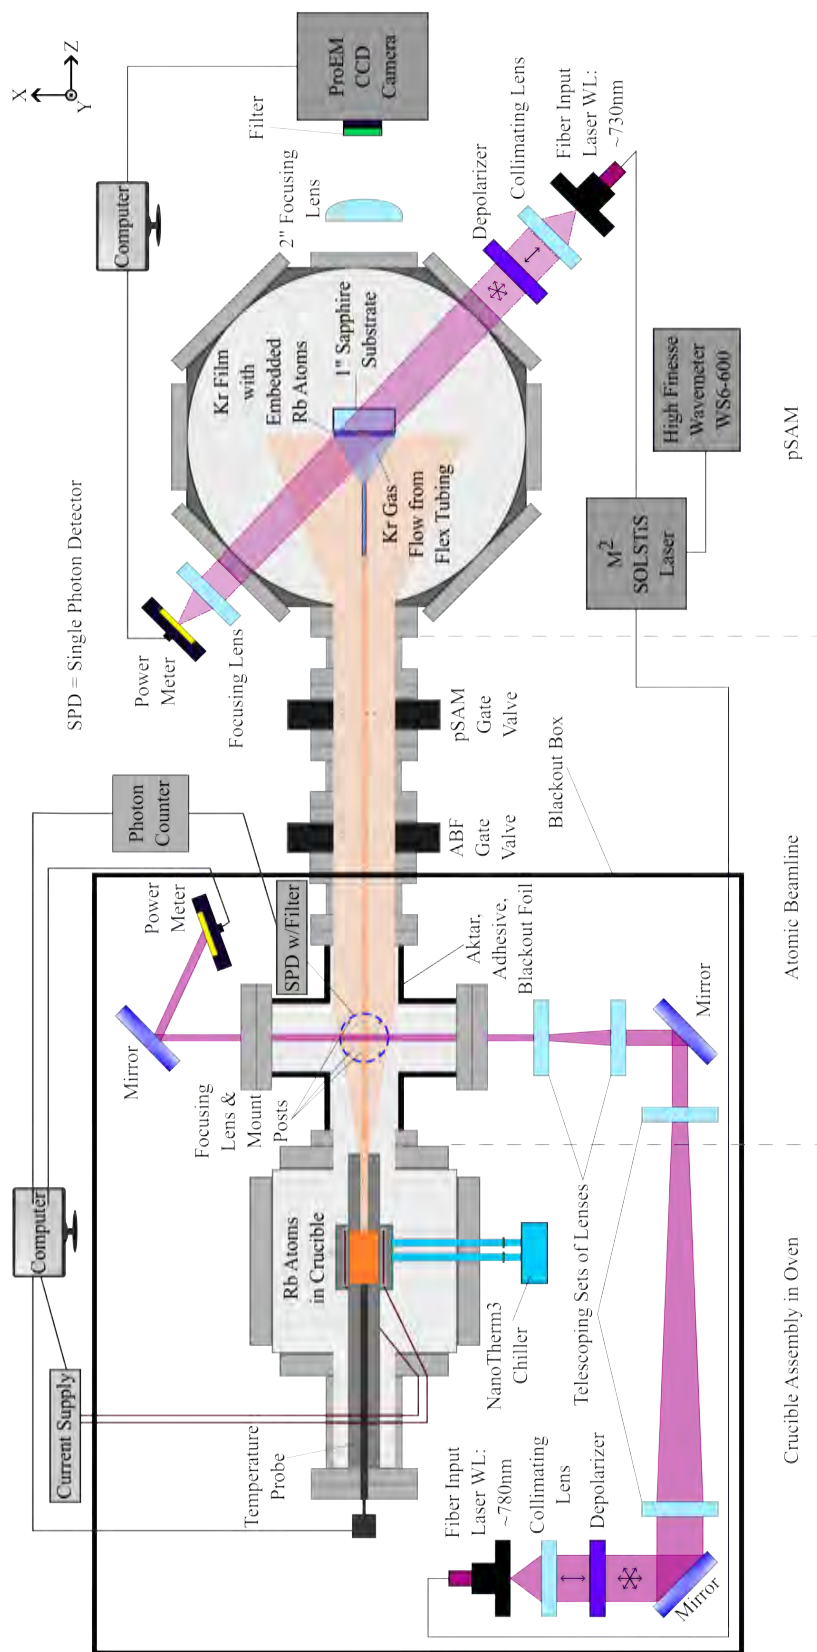 X
Z
Y
ProEM
CCD
Camera
Filter
Computer
2" Focusing
Lens
Fiber Input
Laser WL:
~730nm
Collimating Lens
Depolarizer
Kr Film
with
Embedded
Rb Atoms
1" Sapphire
Substrate
Kr Gas
Flow from
Flex Tubing
High Finesse
Wavemeter
WS6-600
M2
SOLSTiS
Laser
pSAM
SPD = Single Photon Detector
Power
Meter
Focusing Lens
pSAM
Gate
Valve
ABF
Gate
Valve
Blackout Box
Photon
Counter
Power
Meter
SPD w/Filter
Aktar,
Adhesive,
Blackout Foil
Atomic Beamline
Mirror
Mirror
Focusing
Lens &
Mount
Posts
Computer
Rb Atoms
in Crucible
NanoTherm3
Chiller
Telescoping Sets of Lenses
Crucible Assembly in Oven
Current Supply
Temperature
Probe
Fiber Input
Laser WL:
~780nm
Collimating
Lens
Depolarizer
Mirror